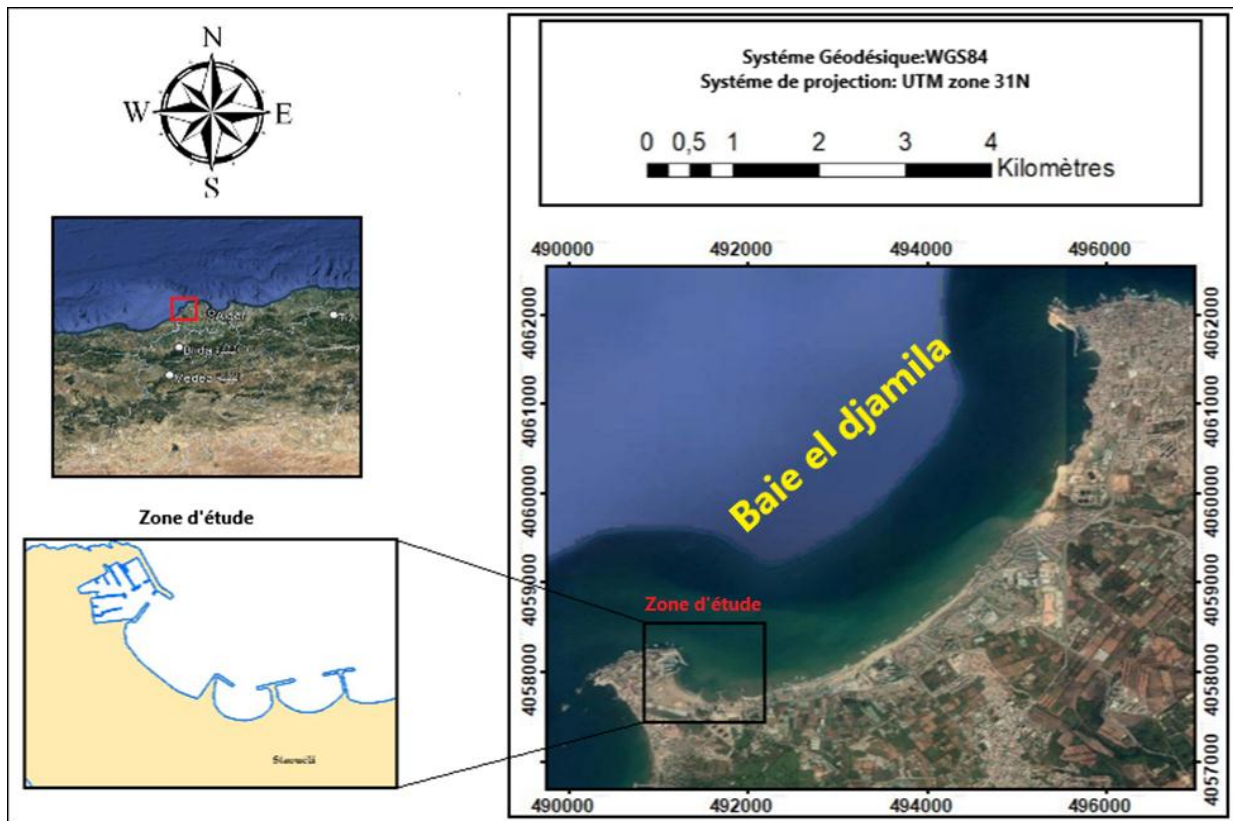 N
W E
S
Systéme Géodésique:WGS84
Systéme de projection: UTM zone 31N
0 0,5 1 2 3 4
Kilomètres
Alger
Medea
Zone d'étude
Staoueli
490000 492000 494000 496000
4062000
4061000
4060000
4059000
4058000
4057000
Baie el djamila
Zone d'étude
4062000
4061000
4060000
4059000
4058000
4057000
490000 492000 494000 496000